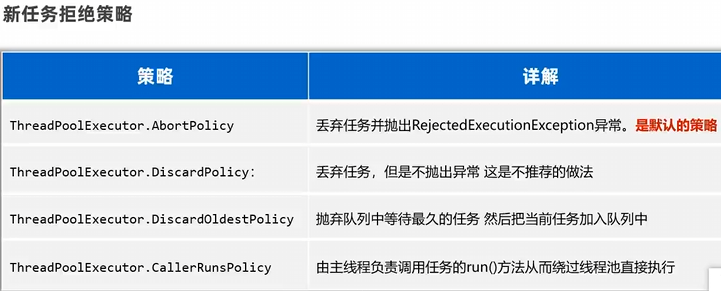 新任务拒绝策略
策略 详解
ThreadPoolExecutor.AbortPolicy 丢弃任务并抛出RejectedExecutionException异常。是默认的策略
ThreadPoolExecutor.DiscardPolicy: 丢弃任务，但是不抛出异常 这是不推荐的做法
ThreadPoolExecutor.DiscardOldestPolicy 抛弃队列中等待最久的任务 然后把当前任务加入队列中
ThreadPoolExecutor.CallerRunsPolicy 由主线程负责调用任务的run()方法从而绕过线程池直接执行